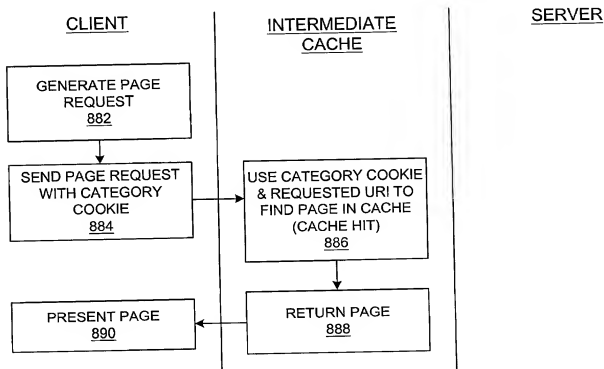 CLIENT
INTERMEDIATE
CACHE
SERVER
GENERATE PAGE
REQUEST
882
SEND PAGE REQUEST
WITH CATEGORY
COOKIE
884
USE CATEGORY COOKIE
& REQUESTED URI TO
FIND PAGE IN CACHE
(CACHE HIT)
886
PRESENT PAGE
890
RETURN PAGE
888